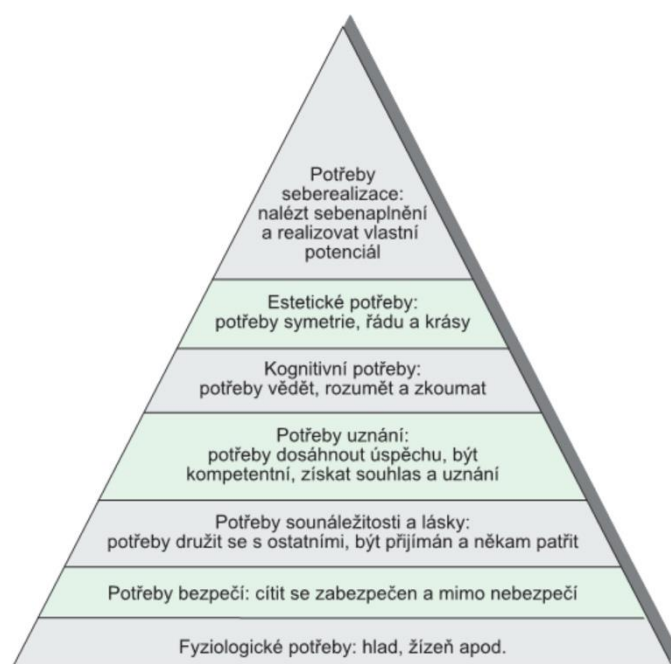 Potřeby
seberealizace:
nalézt sebenaplnění
a realizovat vlastní
potenciál
Estetické potřeby:
potřeby symetrie, řádu a krásy
Kognitivní potřeby:
potřeby vědět, rozumět a zkoumat
Potřeby uznání:
potřeby dosáhnout úspěchu, být
kompetentní, získat souhlas a uznání
Potřeby sounáležitosti a lásky:
potřeby družit se s ostatními, být přijímán a někam patřit
Potřeby bezpečí: cítit se zabezpečen a mimo nebezpečí
Fyziologické potřeby: hlad, žízeň apod.